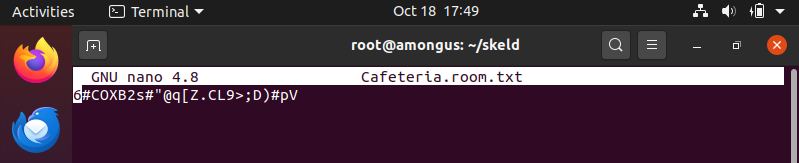 Activities Terminal Oct 18 17:49
root@amongus: ~/skeld
GNU nano 4.8 Cafeteria.room.txt
6#COXB2s#"@q[Z.CL9>;D)#pV